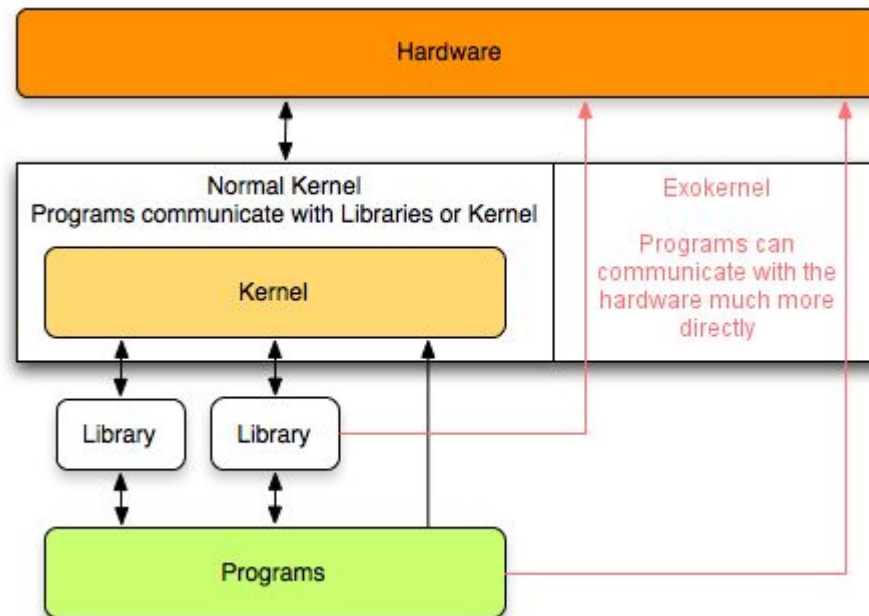 Hardware
Normal Kernel
Programs communicate with Libraries or Kernel
Kernel
Exokernel
Programs can
communicate with the
hardware much more
directly
Library
Library
Programs